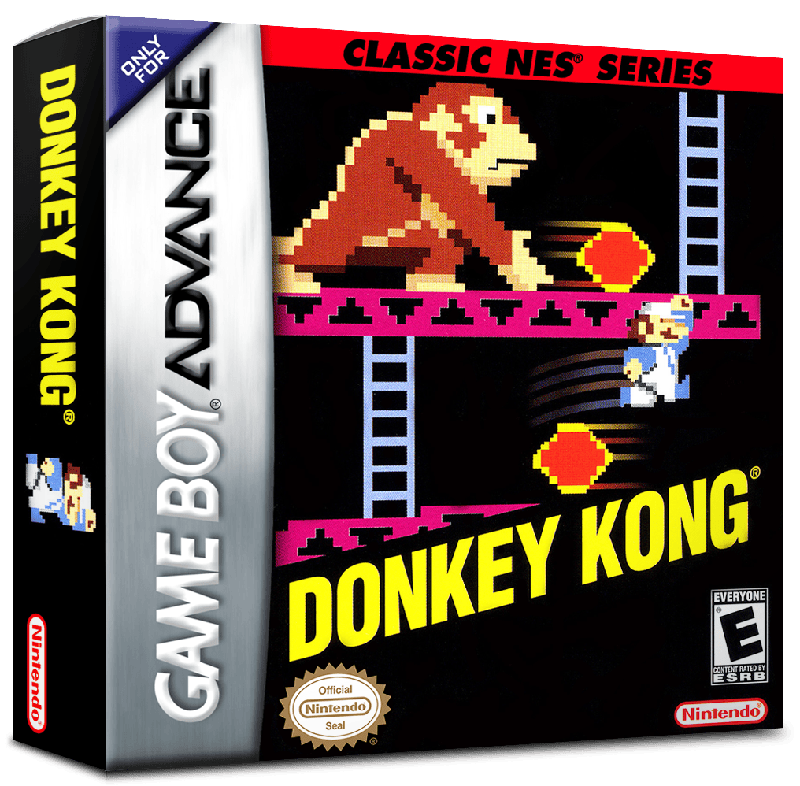 DONKEY KONG®
Nintendo®
ONLY
FOR
GAME BOY® ADVANCE
CLASSIC NES® SERIES
DONKEY KONG®
Official
Nintendo
Seal
®
EVERYONE
E
CONTENT RATED BY
ESRB
Nintendo®